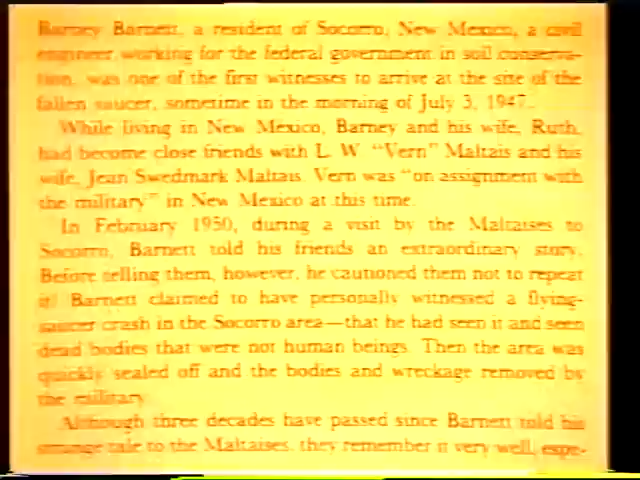 Barney Barnett, a resident of Socorro, New Mexico, a civil
engineer working for the federal government in soil conserva-
tion, was one of the first witnesses to arrive at the site of the
fallen saucer, sometime in the morning of July 3, 1947.
While living in New Mexico, Barney and his wife, Ruth,
had become close friends with L. W. “Vern” Maltais and his
wife, Jean Swedmark Maltais. Vern was “on assignment with
the military” in New Mexico at this time.
In February 1950, during a visit by the Maltaises to
Socorro, Barnett told his friends an extraordinary story.
Before telling them, however, he cautioned them not to repeat
it! Barnett claimed to have personally witnessed a flying-
saucer crash in the Socorro area—that he had seen it and seen
dead bodies that were not human beings. Then the area was
quickly sealed off and the bodies and wreckage removed by
the military.
Although three decades have passed since Barnett told his
strange tale to the Maltaises, they remember it very well, espe-